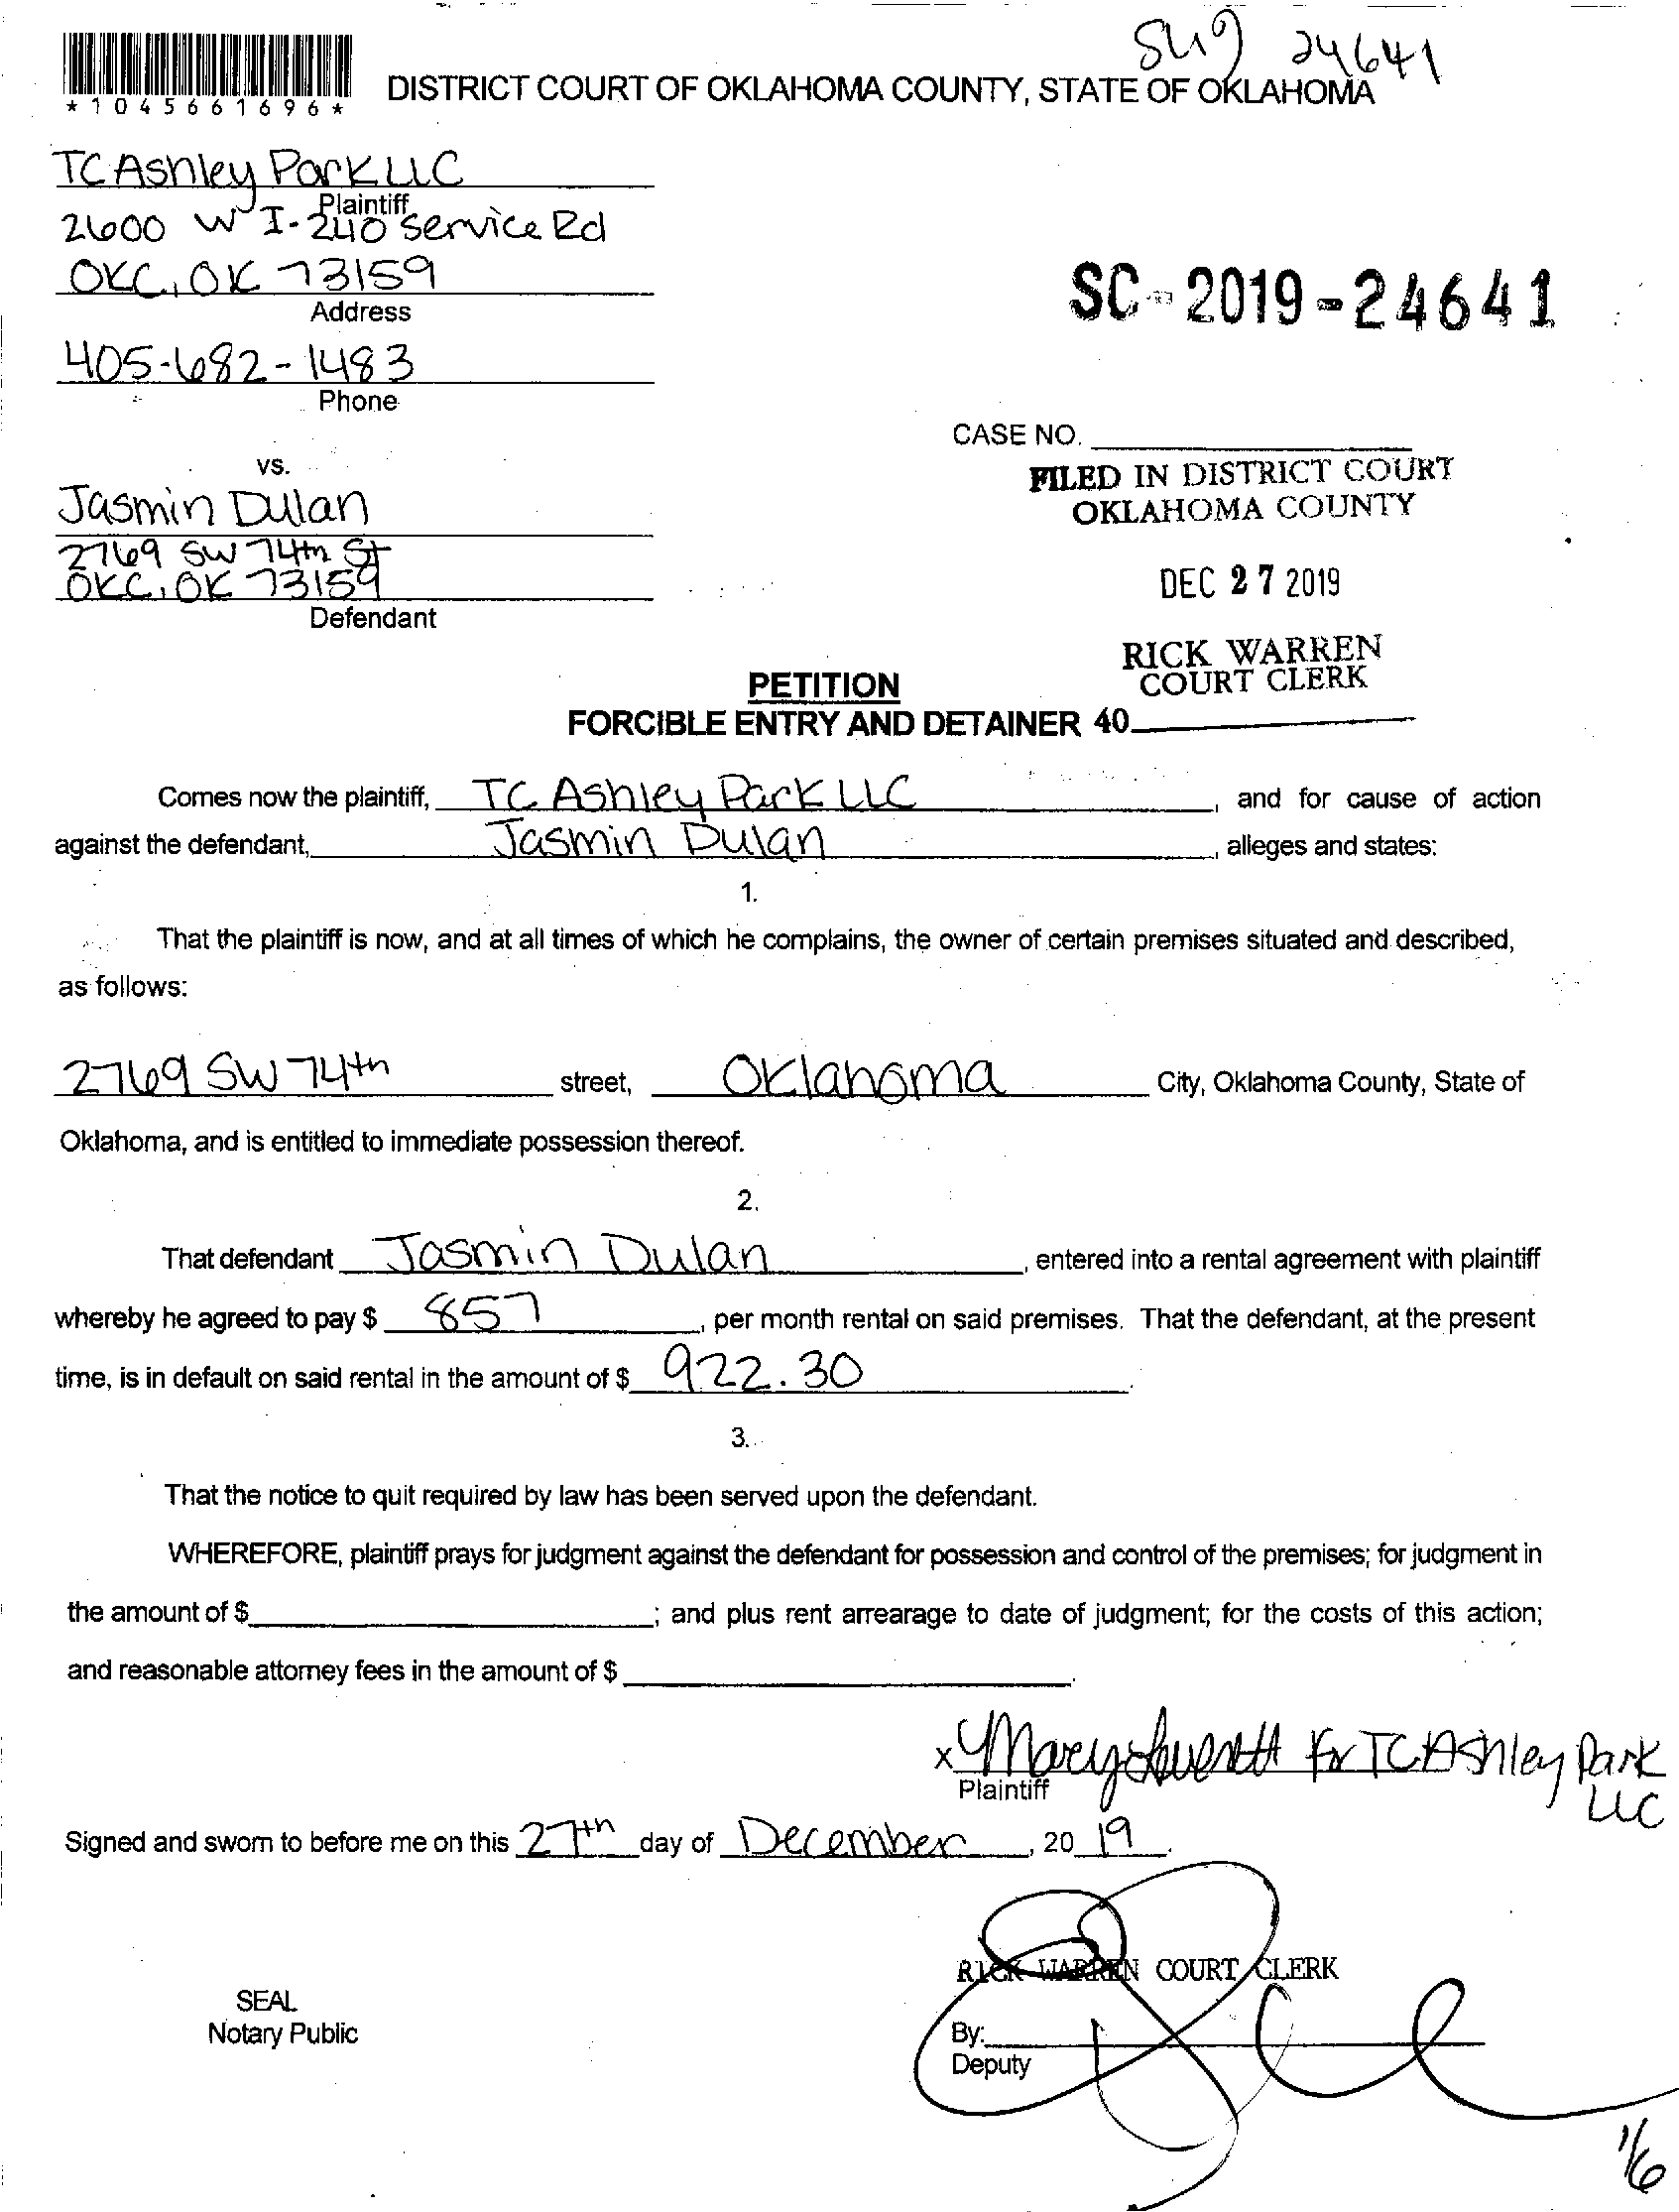 24641
*1045661696*
DISTRICT COURT OF OKLAHOMA COUNTY, STATE OF OKLAHOMA
TC Ashley Park LLC
Plaintiff
2600 W I-240 Service Rd
OKC, OK 73159
Address
SC-2019-24641
405-682-1483
Phone
CASE NO.
vs.
FILED IN DISTRICT COURT
OKLAHOMA COUNTY
Jasmin Dulan
2769 SW 74th St
OKC, OK 73159
Defendant
DEC 27 2019
RICK WARREN
COURT CLERK
PETITION
FORCIBLE ENTRY AND DETAINER 40
Comes now the plaintiff, TC Ashley Park LLC, and for cause of action
against the defendant, Jasmin Dulan, alleges and states:
1.
That the plaintiff is now, and at all times of which he complains, the owner of certain premises situated and described,
as follows:
2769 SW 74th street, Oklahoma City, Oklahoma County, State of
Oklahoma, and is entitled to immediate possession thereof.
2.
That defendant Jasmin Dulan, entered into a rental agreement with plaintiff
whereby he agreed to pay $ 857, per month rental on said premises. That the defendant, at the present
time, is in default on said rental in the amount of $ 922.30.
3.
That the notice to quit required by law has been served upon the defendant.
WHEREFORE, plaintiff prays for judgment against the defendant for possession and control of the premises; for judgment in
the amount of $ ; and plus rent arrearage to date of judgment; for the costs of this action;
and reasonable attorney fees in the amount of $ .
x Mary for TC Ashley Park
LLC
Plaintiff
Signed and sworn to before me on this 27th day of December, 20 19.
RICK WARREN COURT CLERK
SEAL
Notary Public
By:
Deputy
1/6